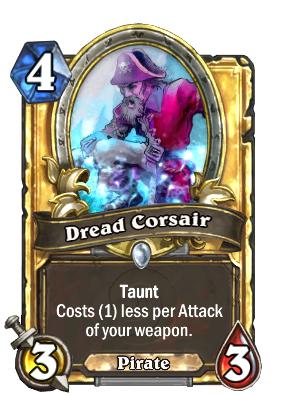 4
Dread Corsair
Taunt
Costs (1) less per Attack
of your weapon.
3
Pirate
3